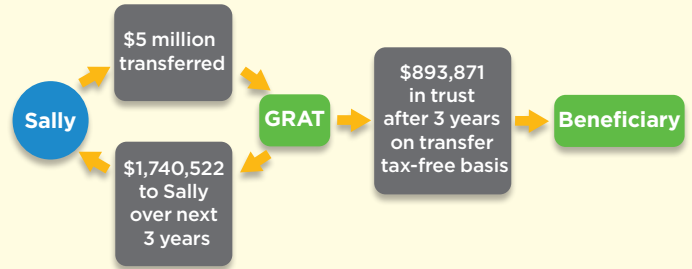 $5 million
transferred
Sally
GRAT
$893,871
in trust
after 3 years
on transfer
tax-free basis
Beneficiary
$1,740,522
to Sally
over next
3 years